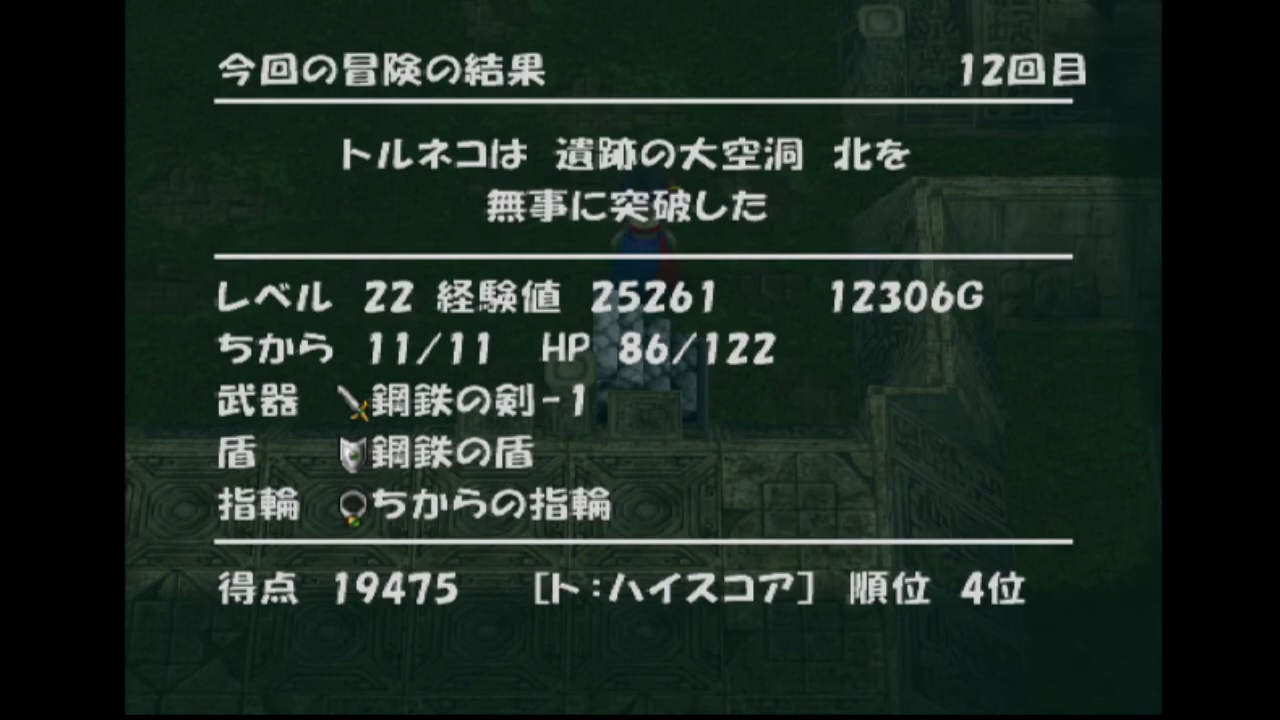 今回の冒険の結果 12回目
トルネコは 遺跡の大空洞 北を
無事に突破した
レベル 22 経験値 25261 12306G
ちから 11/11 HP 86/122
武器 鋼鉄の剣-1
盾 鋼鉄の盾
指輪 ちからの指輪
得点 19475 [ト:ハイスコア] 順位 4位